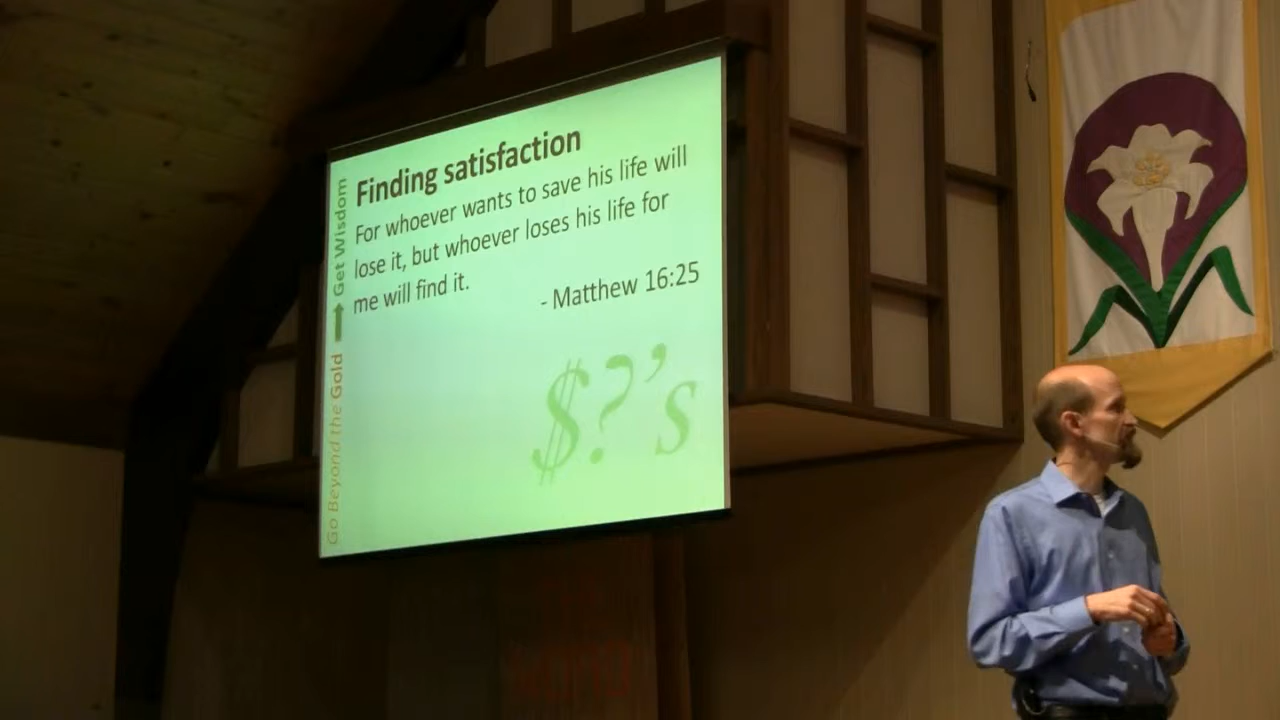 Finding satisfaction
For whoever wants to save his life will
lose it, but whoever loses his life for
me will find it.
- Matthew 16:25
$?'s
Go Beyond the Gold → Get Wisdom